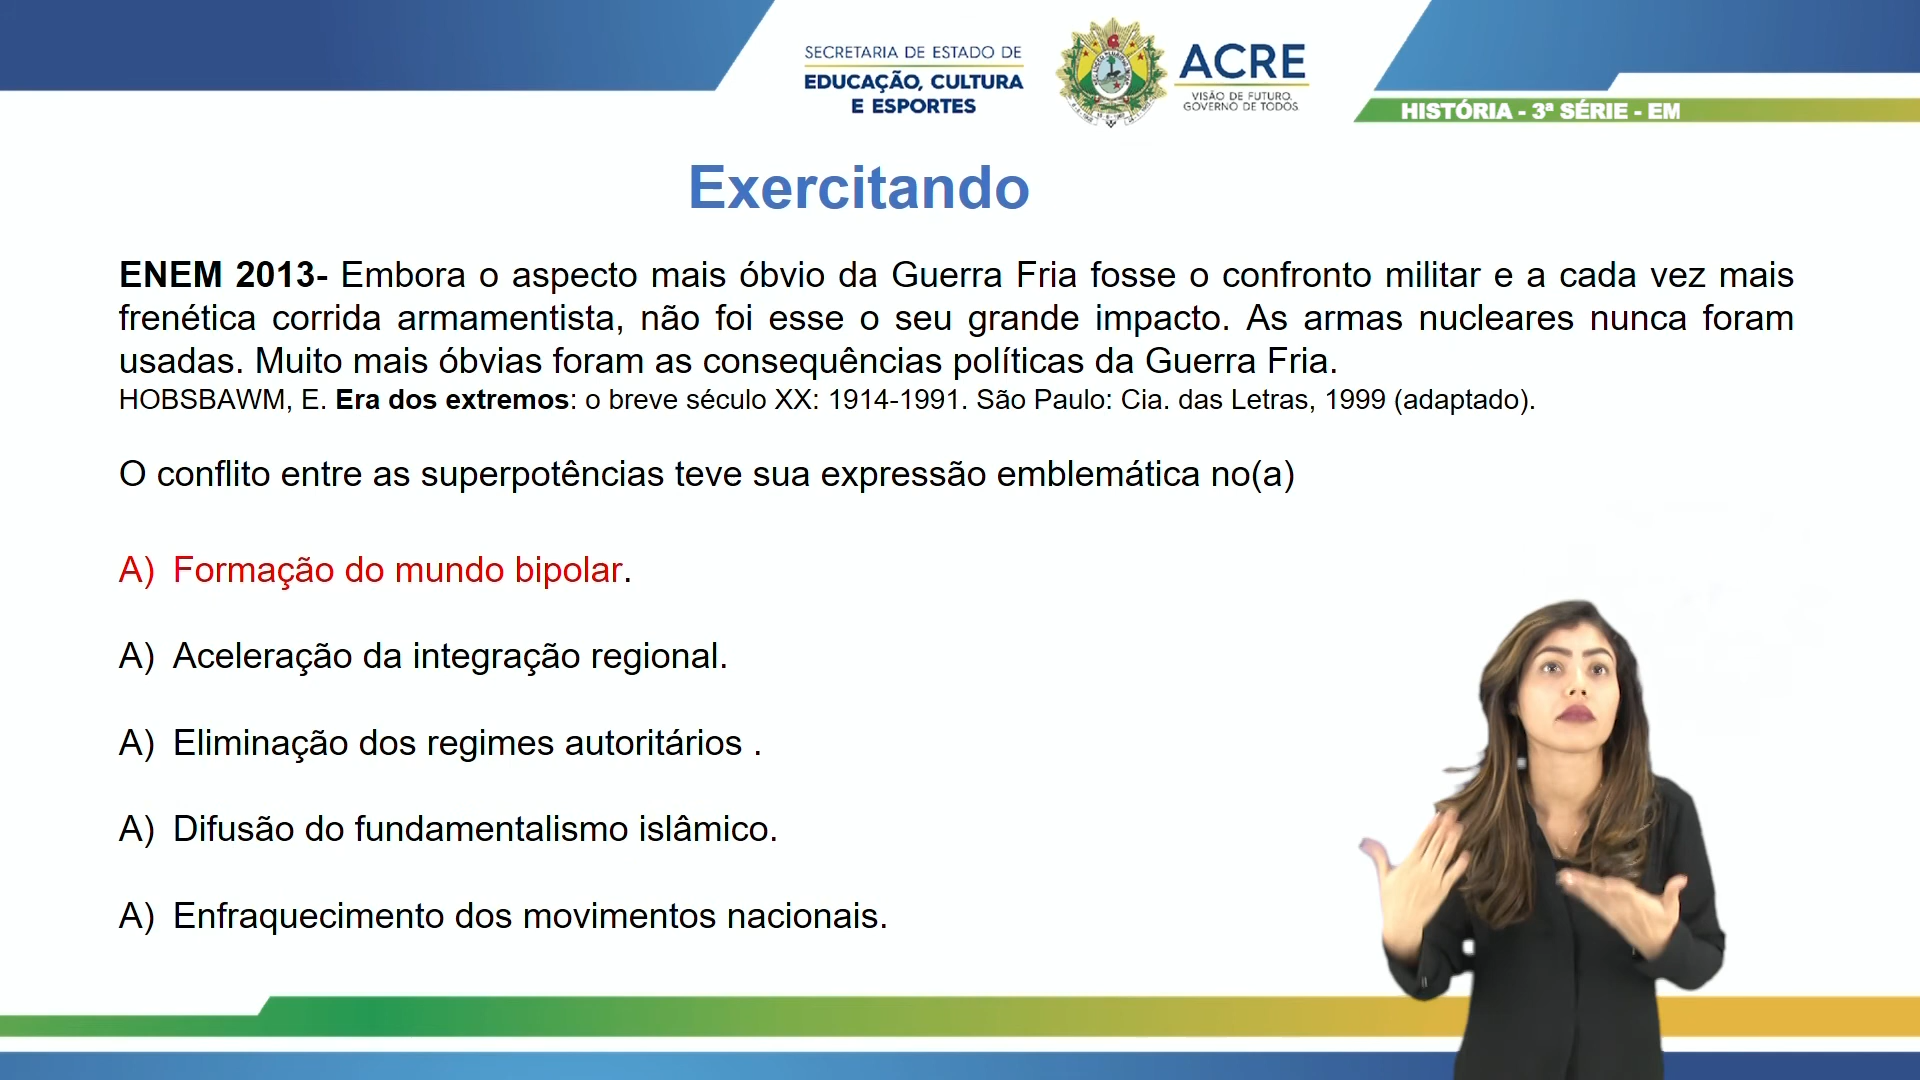 SECRETARIA DE ESTADO DE
EDUCAÇÃO, CULTURA
E ESPORTES
ACRE
VISÃO DE FUTURO.
GOVERNO DE TODOS.
HISTÓRIA - 3ª SÉRIE - EM
Exercitando
ENEM 2013- Embora o aspecto mais óbvio da Guerra Fria fosse o confronto militar e a cada vez mais
frenética corrida armamentista, não foi esse o seu grande impacto. As armas nucleares nunca foram
usadas. Muito mais óbvias foram as consequências políticas da Guerra Fria.
HOBSBAWM, E. Era dos extremos: o breve século XX: 1914-1991. São Paulo: Cia. das Letras, 1999 (adaptado).
O conflito entre as superpotências teve sua expressão emblemática no(a)
A) Formação do mundo bipolar.
A) Aceleração da integração regional.
A) Eliminação dos regimes autoritários .
A) Difusão do fundamentalismo islâmico.
A) Enfraquecimento dos movimentos nacionais.